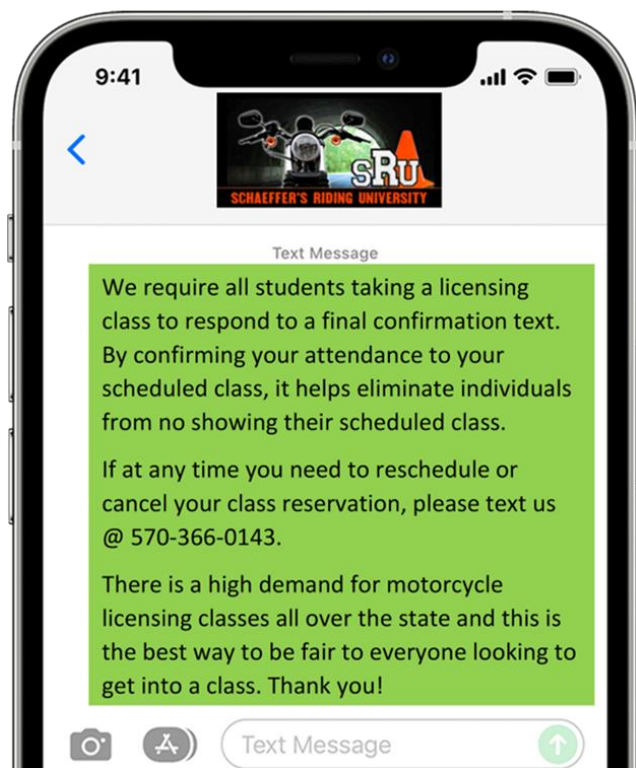 9:41
SRU
SCHAEFFER'S RIDING UNIVERSITY
Text Message
We require all students taking a licensing
class to respond to a final confirmation text.
By confirming your attendance to your
scheduled class, it helps eliminate individuals
from no showing their scheduled class.
If at any time you need to reschedule or
cancel your class reservation, please text us
@ 570-366-0143.
There is a high demand for motorcycle
licensing classes all over the state and this is
the best way to be fair to everyone looking to
get into a class. Thank you!
Text Message